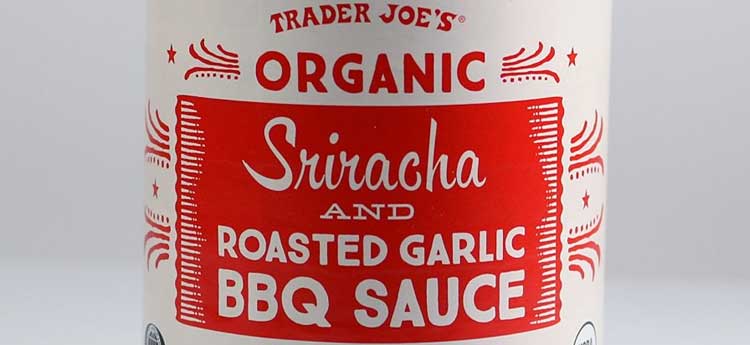 TRADER JOE'S®
ORGANIC
Sriracha
AND
ROASTED GARLIC
BBQ SAUCE